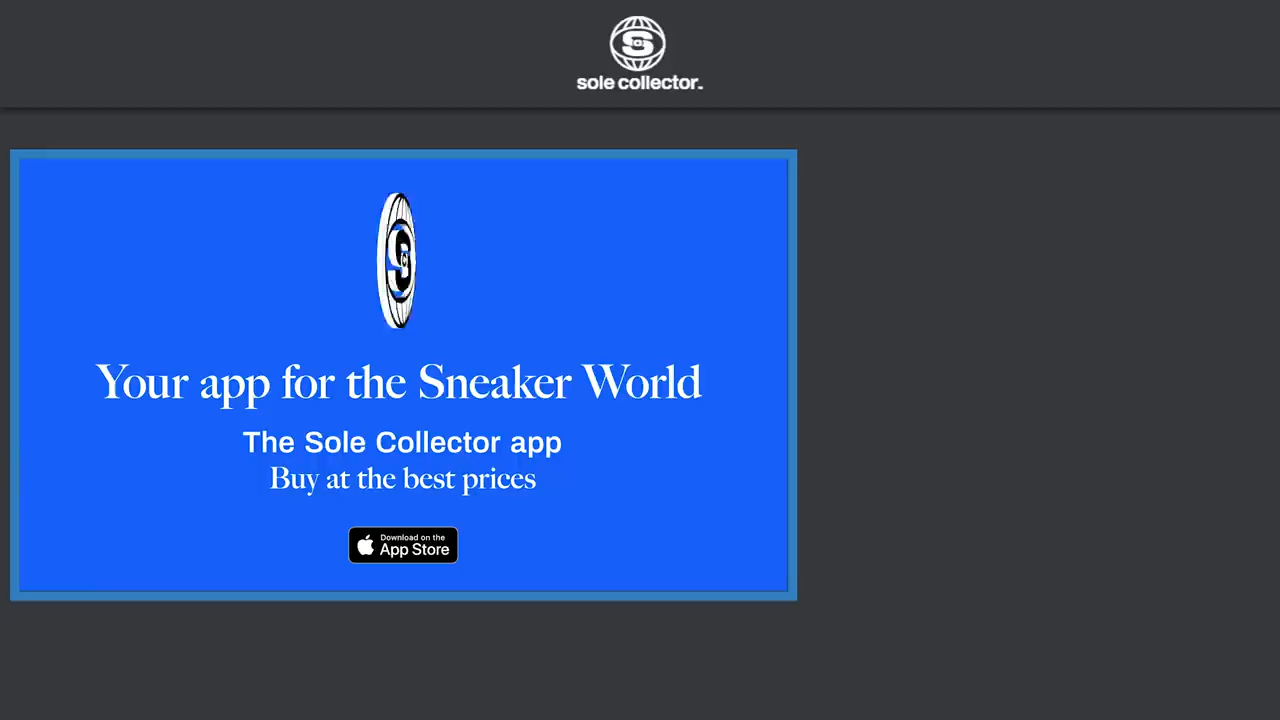 S
sole collector.
S
Your app for the Sneaker World
The Sole Collector app
Buy at the best prices
Download on the
App Store